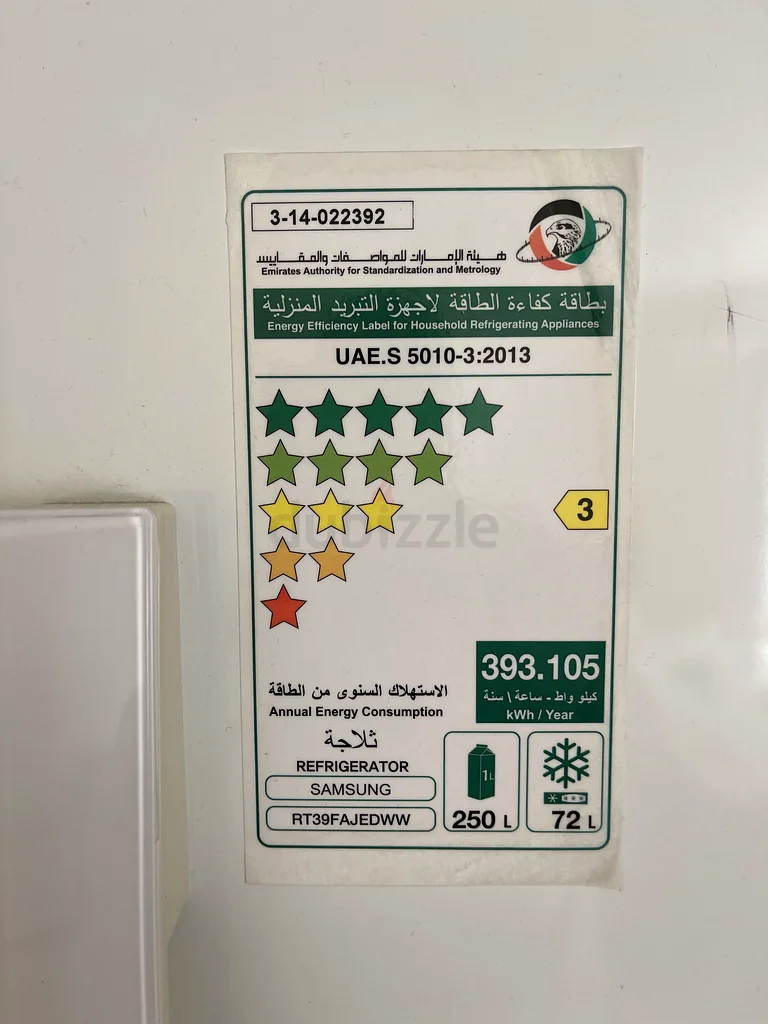 3-14-022392
هيئة الإمارات للمواصفات والمقاييس
Emirates Authority for Standardization and Metrology
بطاقة كفاءة الطاقة لاجهزة التبريد المنزلية
Energy Efficiency Label for Household Refrigerating Appliances
UAE.S 5010-3:2013
3
dubizzle
393.105
كيلو واط - ساعة \ سنة
kWh / Year
الاستهلاك السنوى من الطاقة
Annual Energy Consumption
ثلاجة
REFRIGERATOR
SAMSUNG
RT39FAJEDWW
1L
250 L
72 L